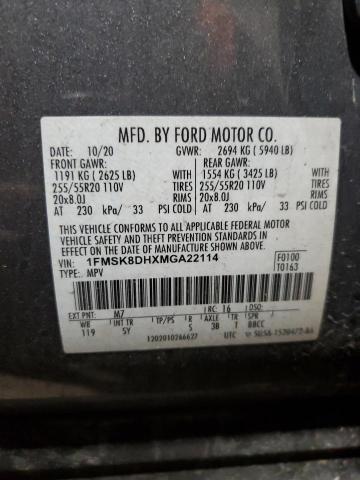 MFD. BY FORD MOTOR CO.
DATE: 10/20 GVWR: 2694 KG ( 5940 LB)
FRONT GAWR: REAR GAWR:
1191 KG ( 2625 LB) 1554 KG ( 3425 LB)
255/55R20 110V TIRES 255/55R20 110V TIRES
20x8.0J RIMS 20x8.0J RIMS
AT 230 kPa/ 33 PSI COLD AT 230 kPa/ 33 PSI COLD
THIS VEHICLE CONFORMS TO ALL APPLICABLE FEDERAL MOTOR
VEHICLE SAFETY AND THEFT PREVENTION STANDARDS IN
EFFECT ON THE DATE OF MANUFACTURE SHOWN ABOVE.
VIN: 1FMSK8DHXMGA22114 F0100
TYPE: MPV T0163
EXT PNT: M7 RC: 16 DSO:
WB INT TR TP/PS R AXLE TR SPR
119 5Y 5 3B T BBCC
1202010266627 UTC